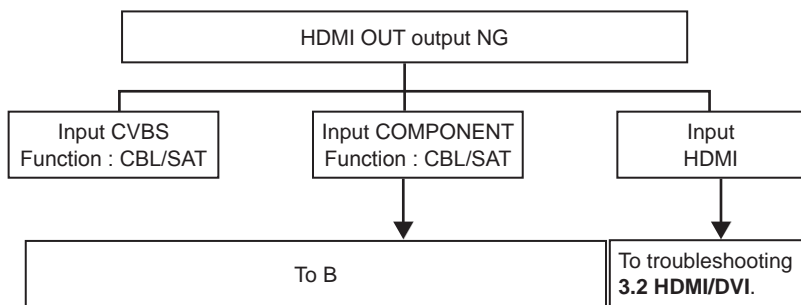 HDMI OUT output NG
Input CVBS
Function : CBL/SAT
Input COMPONENT
Function : CBL/SAT
Input
HDMI
To B
To troubleshooting
3.2 HDMI/DVI.